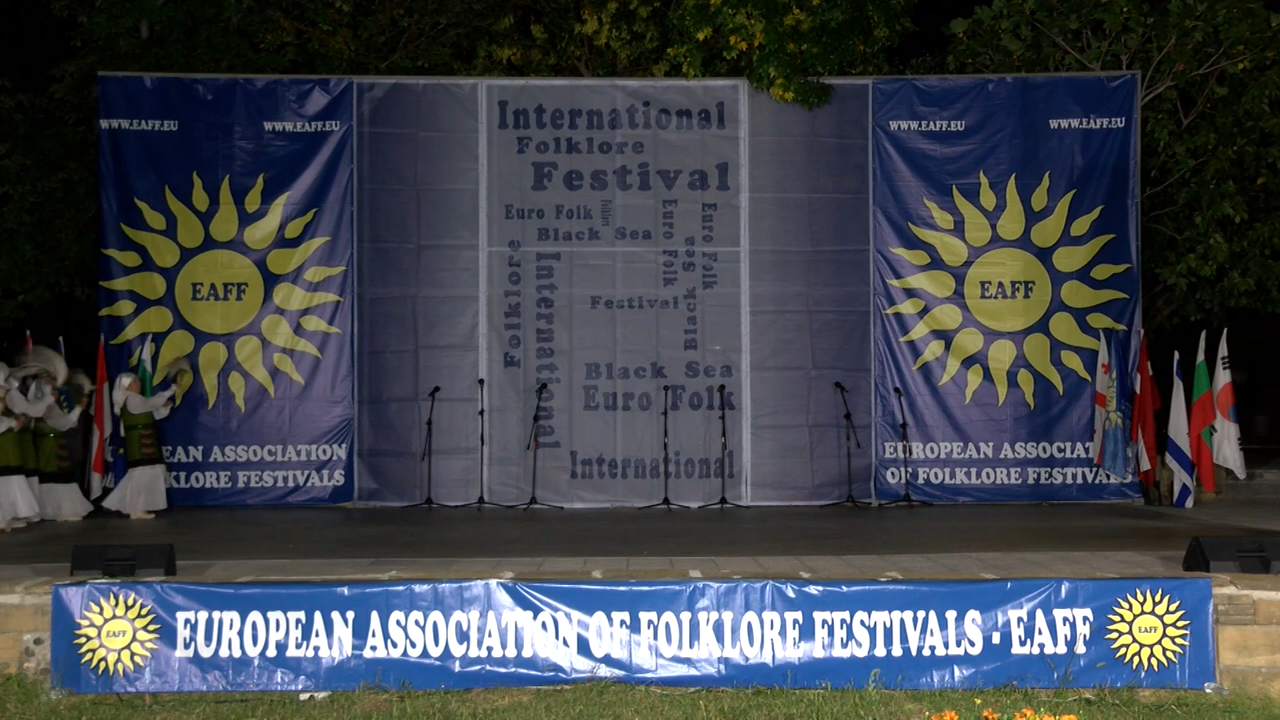 WWW.EAFF.EU WWW.EAFF.EU
EAFF
EAN ASSOCIATION
KLORE FESTIVALS
International
Folklore
Festival
Euro Folk
Black Sea
Euro Folk
Euro Folk
Black Sea
Folklore
International
Festival
Black Sea
Euro Folk
International
WWW.EAFF.EU WWW.EAFF.EU
EAFF
EUROPEAN ASSOCIAT
OF FOLKLORE FESTIVALS
EAFF
EUROPEAN ASSOCIATION OF FOLKLORE FESTIVALS - EAFF
EAFF